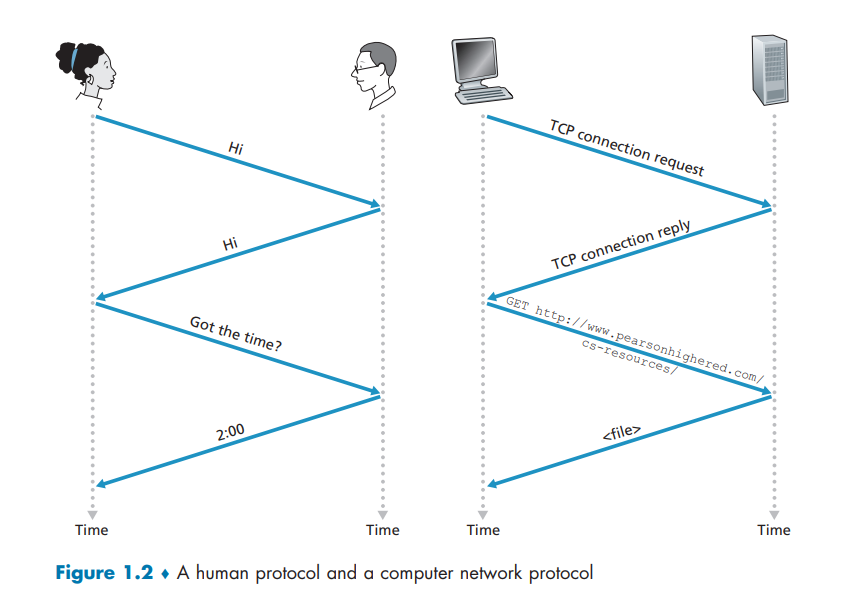 Hi
Hi
Got the time?
2:00
Time
Time
TCP connection request
TCP connection reply
GET http://www.pearsonhighered.com/
cs-resources/
<file>
Time
Time
Figure 1.2 ♦ A human protocol and a computer network protocol